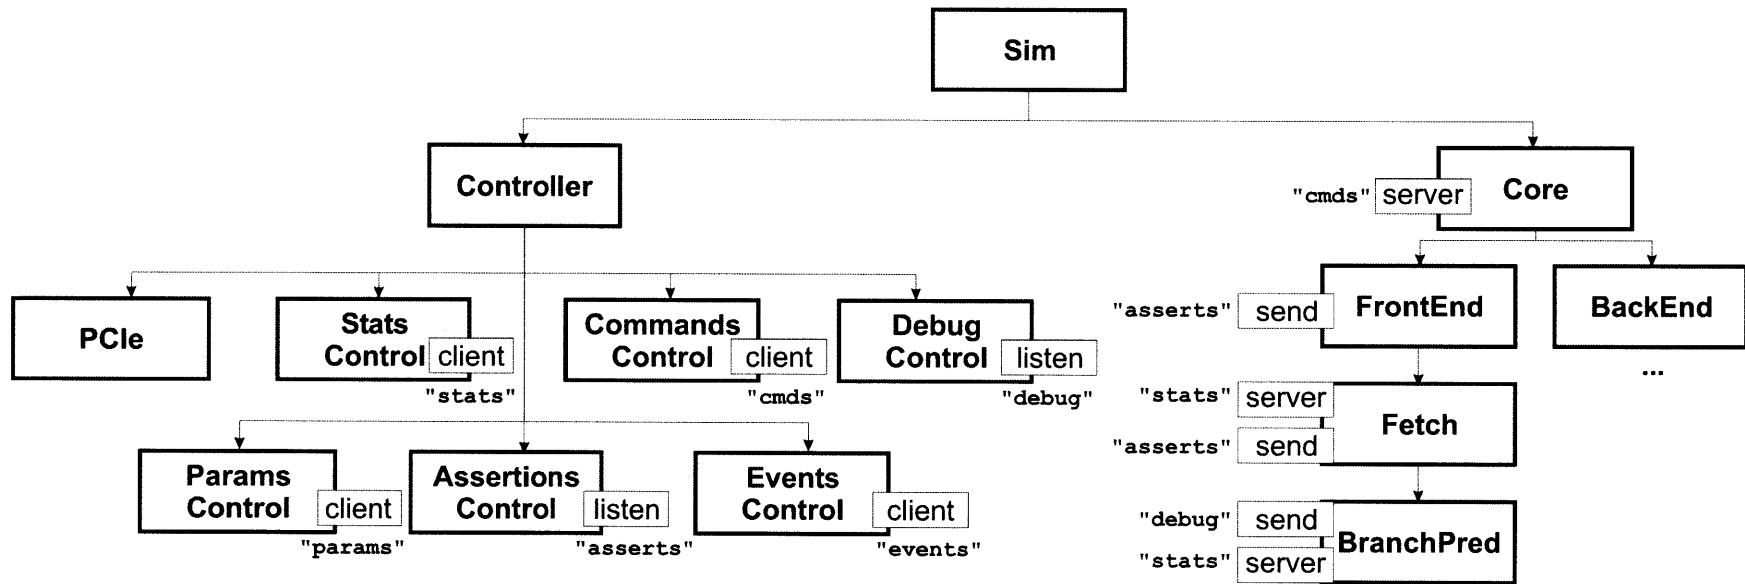 Sim
Controller
"cmds" server Core
PCIe
Stats
Control client
"stats"
Commands
Control client
"cmds"
Debug
Control listen
"debug"
"asserts" send FrontEnd
BackEnd
...
"stats" server
Fetch
"asserts" send
Params
Control client
"params"
Assertions
Control listen
"asserts"
Events
Control client
"events"
"debug" send
BranchPred
"stats" server